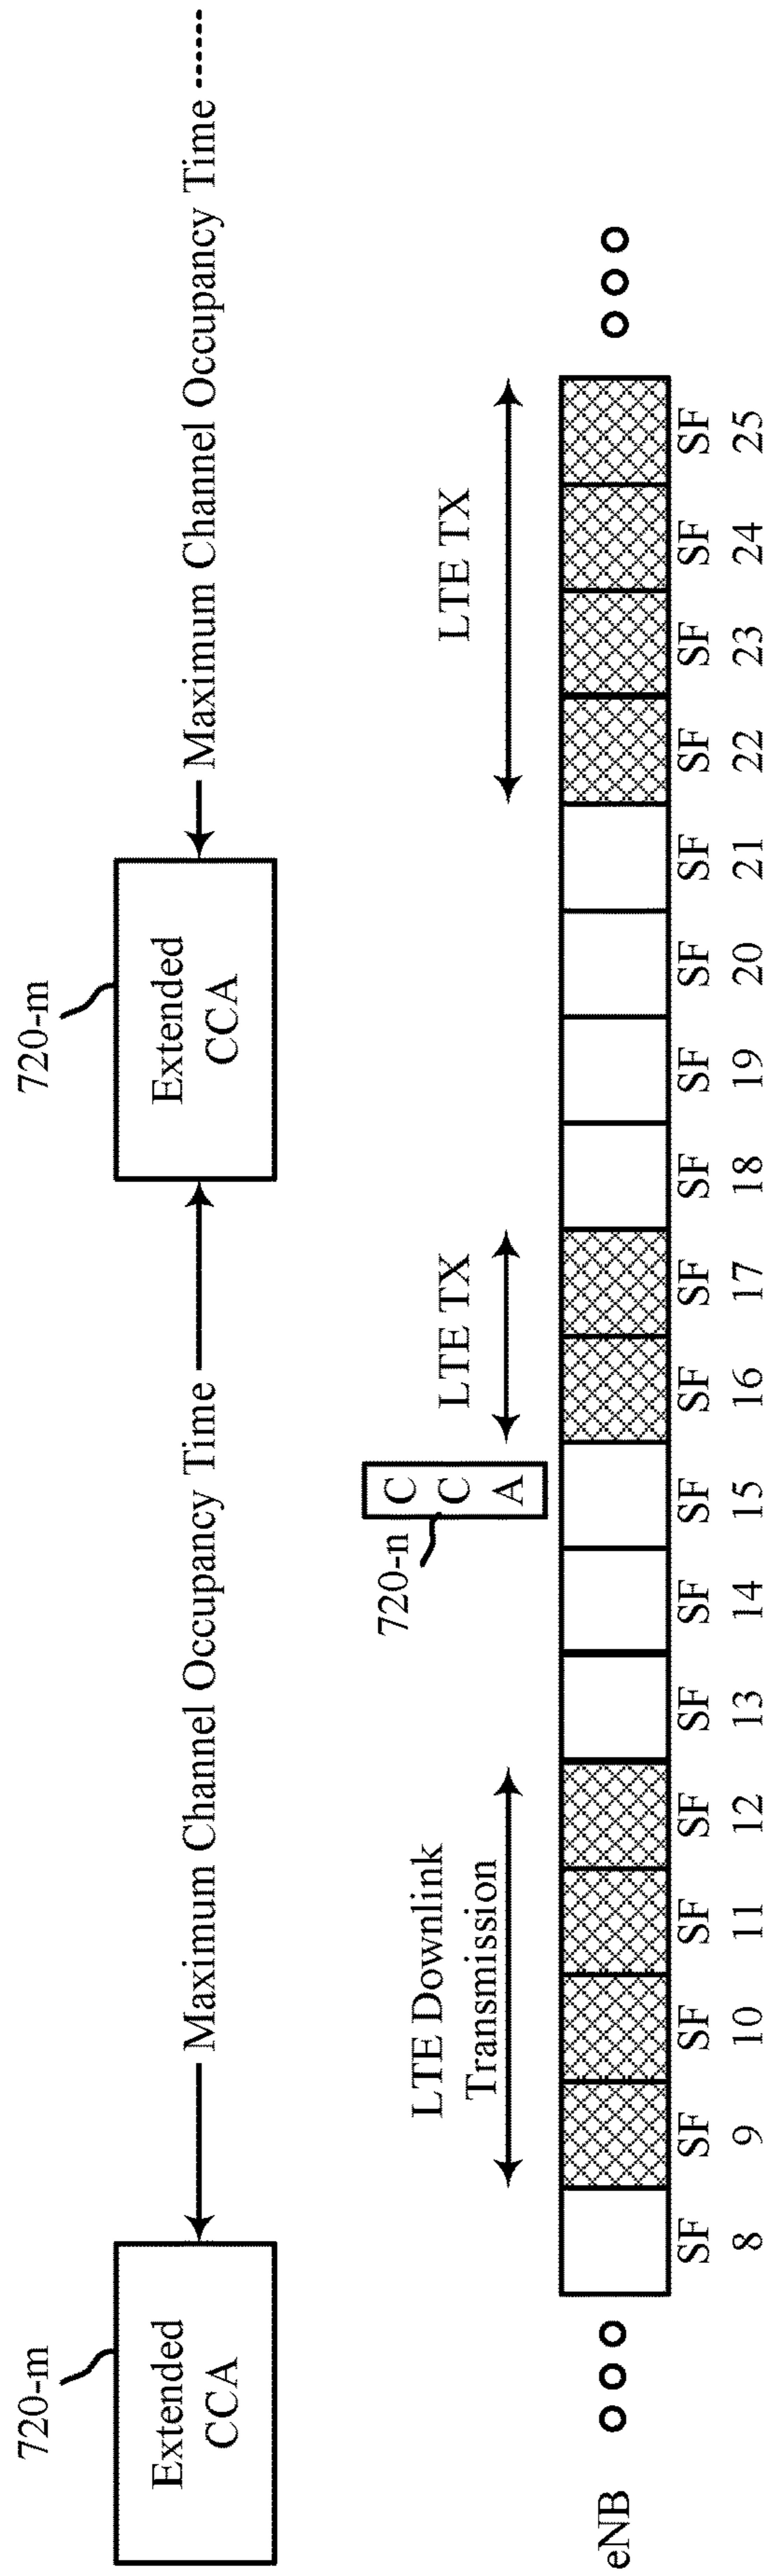 720-m
720-m
Extended
CCA
Maximum Channel Occupancy Time
Extended
CCA
Maximum Channel Occupancy Time
LTE Downlink
Transmission
720-n
C
C
A
LTE TX
LTE TX
eNB
SF SF SF SF SF SF SF SF SF SF SF SF SF SF SF SF SF SF
8 9 10 11 12 13 14 15 16 17 18 19 20 21 22 23 24 25